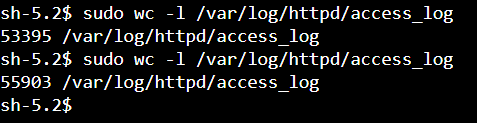 sh-5.2$ sudo wc -l /var/log/httpd/access_log
53395 /var/log/httpd/access_log
sh-5.2$ sudo wc -l /var/log/httpd/access_log
55903 /var/log/httpd/access_log
sh-5.2$